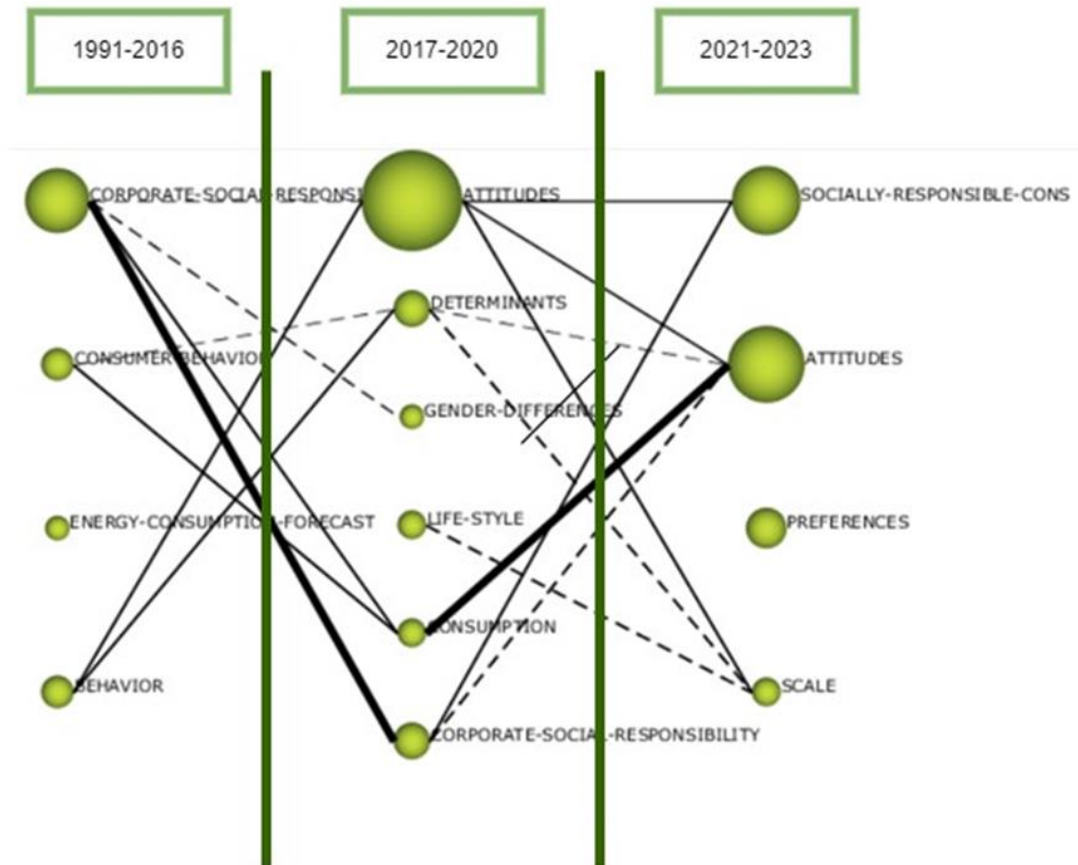 1991-2016
2017-2020
2021-2023
CORPORATE-SOCIAL-RESPONSI
ATTITUDES
SOCIALLY-RESPONSIBLE-CONS
DETERMINANTS
CONSUMER-BEHAVIO
ATTITUDES
GENDER-DIFFERENCES
ENERGY-CONSUMPTION-FORECAST
LIFE-STYLE
PREFERENCES
CONSUMPTION
BEHAVIOR
SCALE
CORPORATE-SOCIAL-RESPONSIBILITY